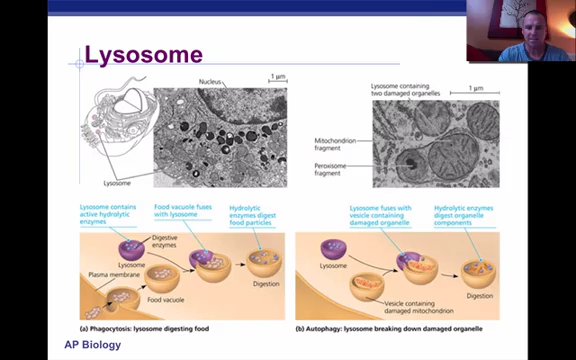 Lysosome
Nucleus
1 µm
Lysosome
Lysosome containing
two damaged organelles
1 µm
Mitochondrion
fragment
Peroxisome
fragment
Lysosome contains
active hydrolytic
enzymes
Food vacuole fuses
with lysosome
Hydrolytic
enzymes digest
food particles
Digestive
enzymes
Lysosome
Plasma membrane
Food vacuole
Digestion
(a) Phagocytosis: lysosome digesting food
Lysosome fuses with
vesicle containing
damaged organelle
Hydrolytic enzymes
digest organelle
components
Lysosome
Vesicle containing
damaged mitochondrion
Digestion
(b) Autophagy: lysosome breaking down damaged organelle
AP Biology